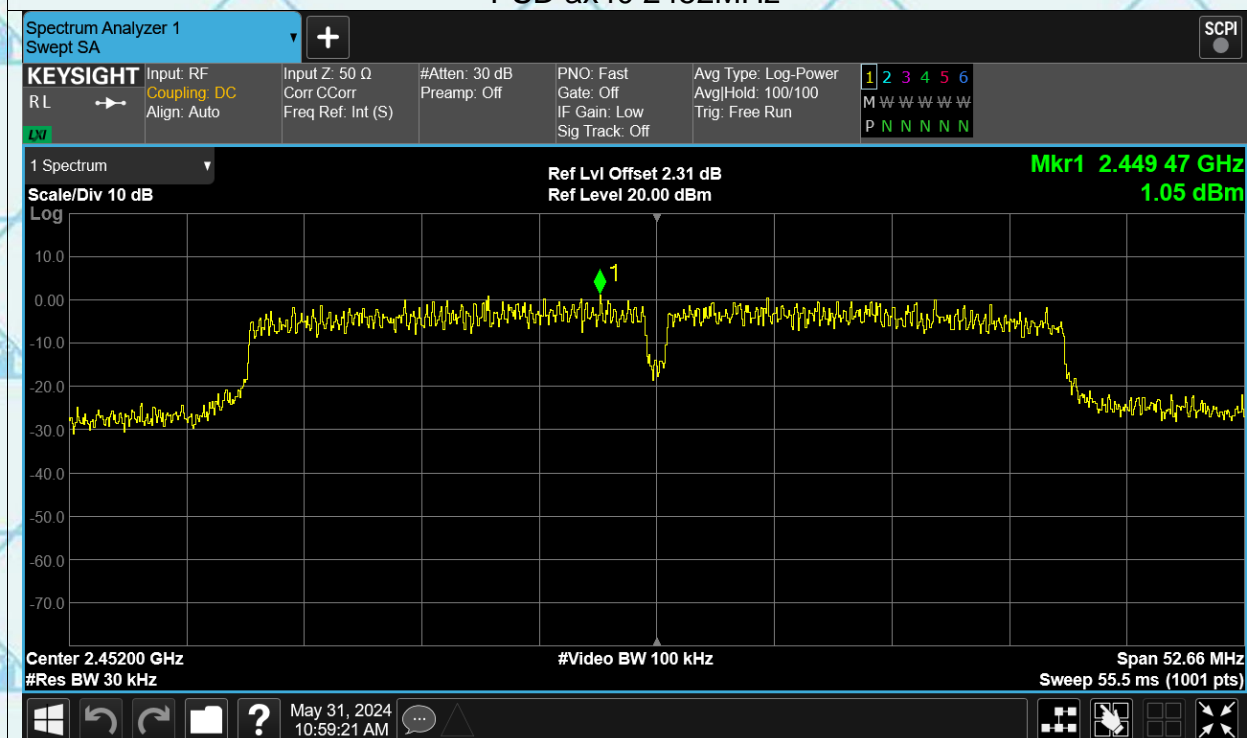 PSD ax40 2452MHz
Spectrum Analyzer 1
Swept SA
SCPI
KEYSIGHT
R L
LXI
Input: RF
Coupling: DC
Align: Auto
Input Z: 50 Ω
Corr CCorr
Freq Ref: Int (S)
#Atten: 30 dB
Preamp: Off
PNO: Fast
Gate: Off
IF Gain: Low
Sig Track: Off
Avg Type: Log-Power
Avg|Hold: 100/100
Trig: Free Run
1 2 3 4 5 6
M W W W W W
P N N N N N
1 Spectrum
Scale/Div 10 dB
Ref Lvl Offset 2.31 dB
Ref Level 20.00 dBm
Mkr1 2.449 47 GHz
1.05 dBm
Log
10.0
0.00
-10.0
-20.0
-30.0
-40.0
-50.0
-60.0
-70.0
1
Center 2.45200 GHz
#Res BW 30 kHz
#Video BW 100 kHz
Span 52.66 MHz
Sweep 55.5 ms (1001 pts)
?
May 31, 2024
10:59:21 AM